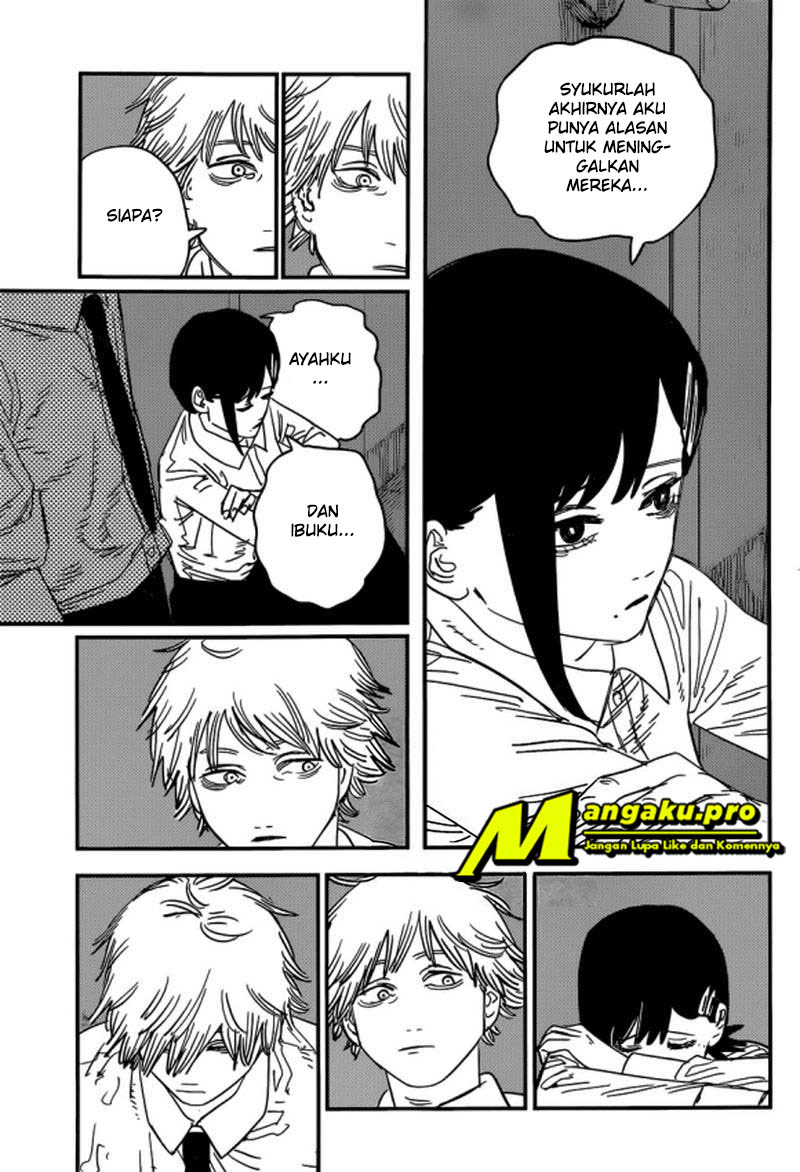 SYUKURLAH
AKHIRNYA AKU
PUNYA ALASAN
UNTUK MENING-
GALKAN
MEREKA...
SIAPA?
AYAHKU
...
DAN
IBUKU...
Mangaku.pro
Jangan Lupa Like dan Komennya